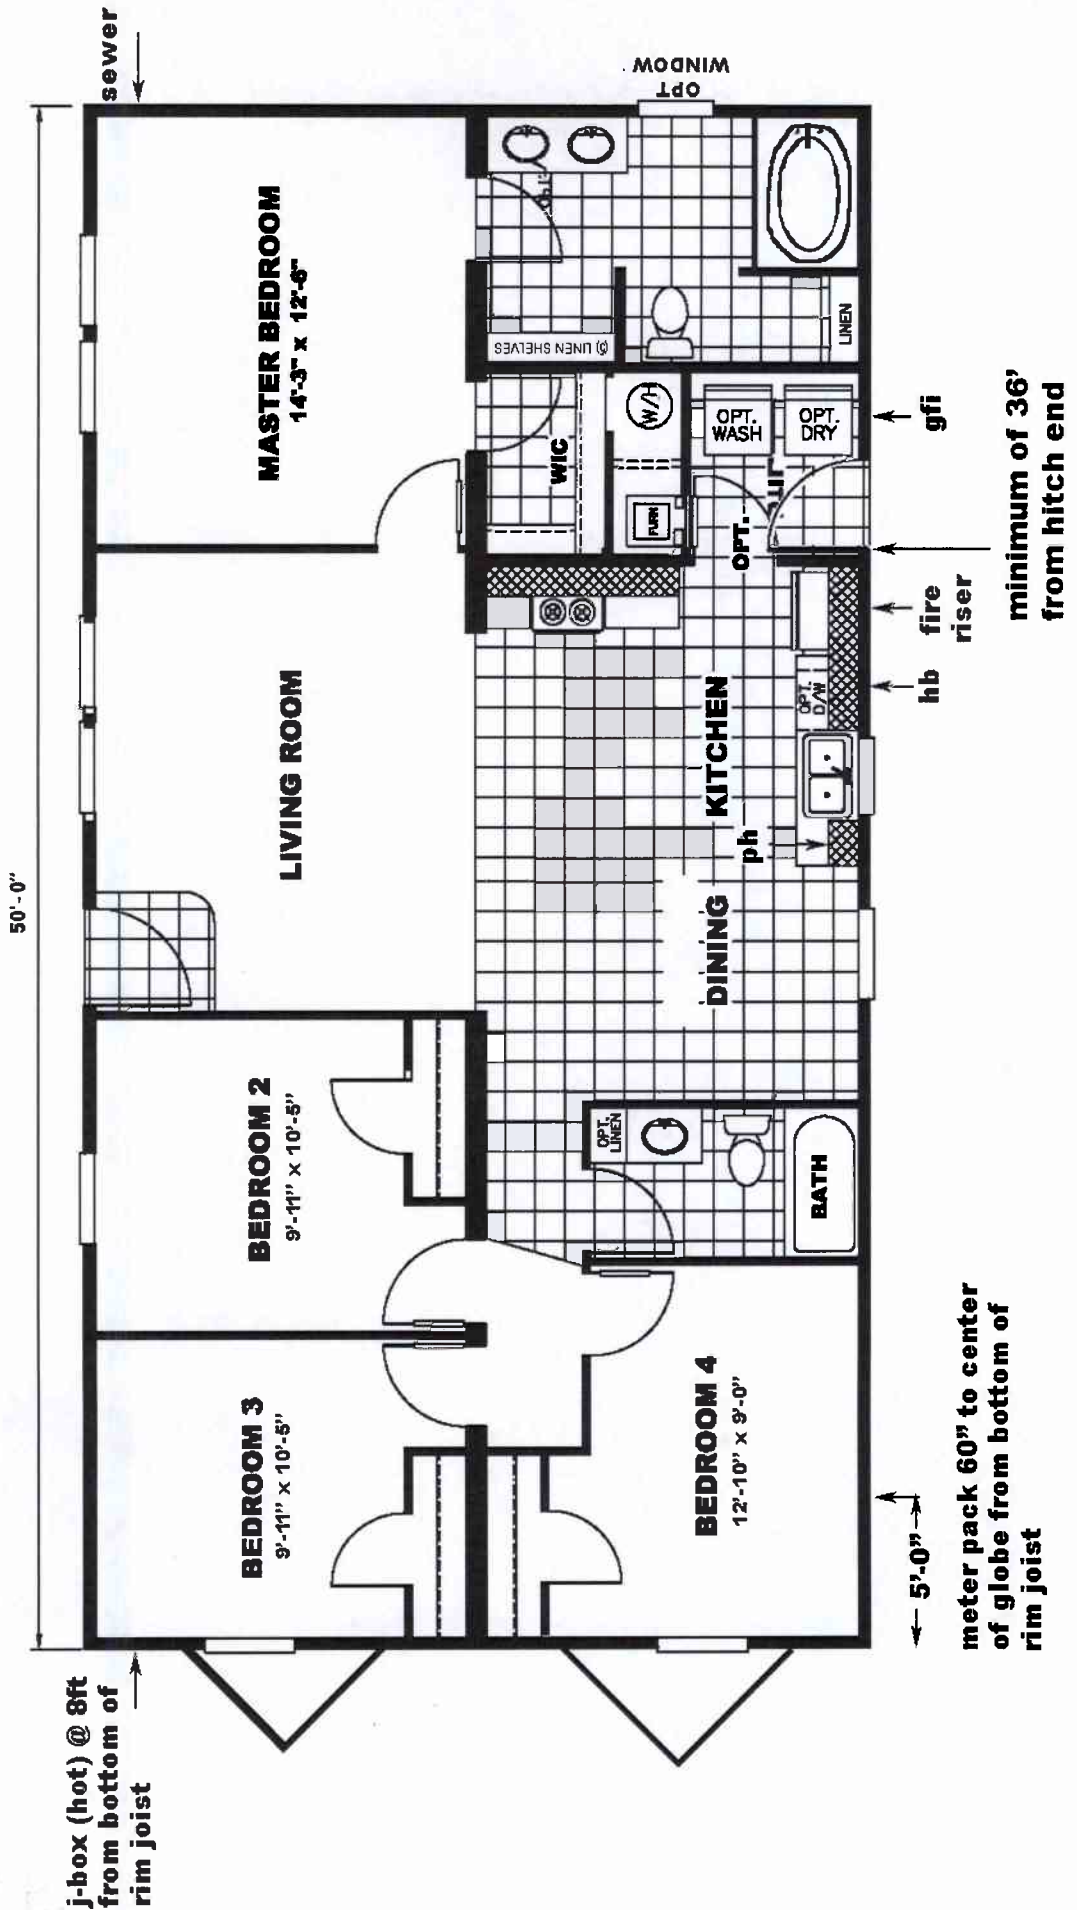 50'-0"
j-box (hot) @ 8ft
from bottom of
rim joist
sewer
BEDROOM 3
9'-11" x 10'-5"
BEDROOM 2
9'-11" x 10'-5"
LIVING ROOM
MASTER BEDROOM
14'-3" x 12'-6"
WIC
(5) LINEN SHELVES
OPT
WINDOW
W/H
FURN
LINEN
OPT.
WASH
OPT.
DRY
OPT.
UTIL
BEDROOM 4
12'-10" x 9'-0"
OPT.
LINEN
BATH
DINING
KITCHEN
ph
OPT.
D/W
5'-0"
meter pack 60" to center
of globe from bottom of
rim joist
hb
fire
riser
gfi
minimum of 36'
from hitch end